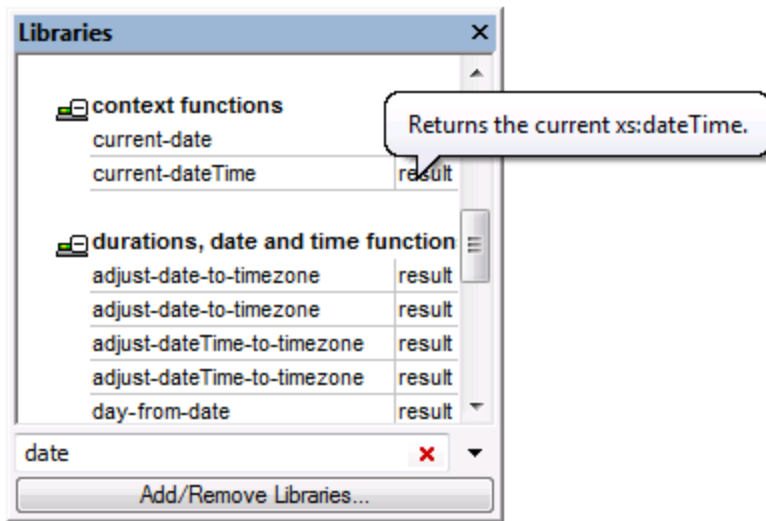 Libraries
context functions
Returns the current xs:dateTime.
current-date
current-dateTime result
durations, date and time function
adjust-date-to-timezone result
adjust-date-to-timezone result
adjust-dateTime-to-timezone result
adjust-dateTime-to-timezone result
day-from-date result
date
Add/Remove Libraries...